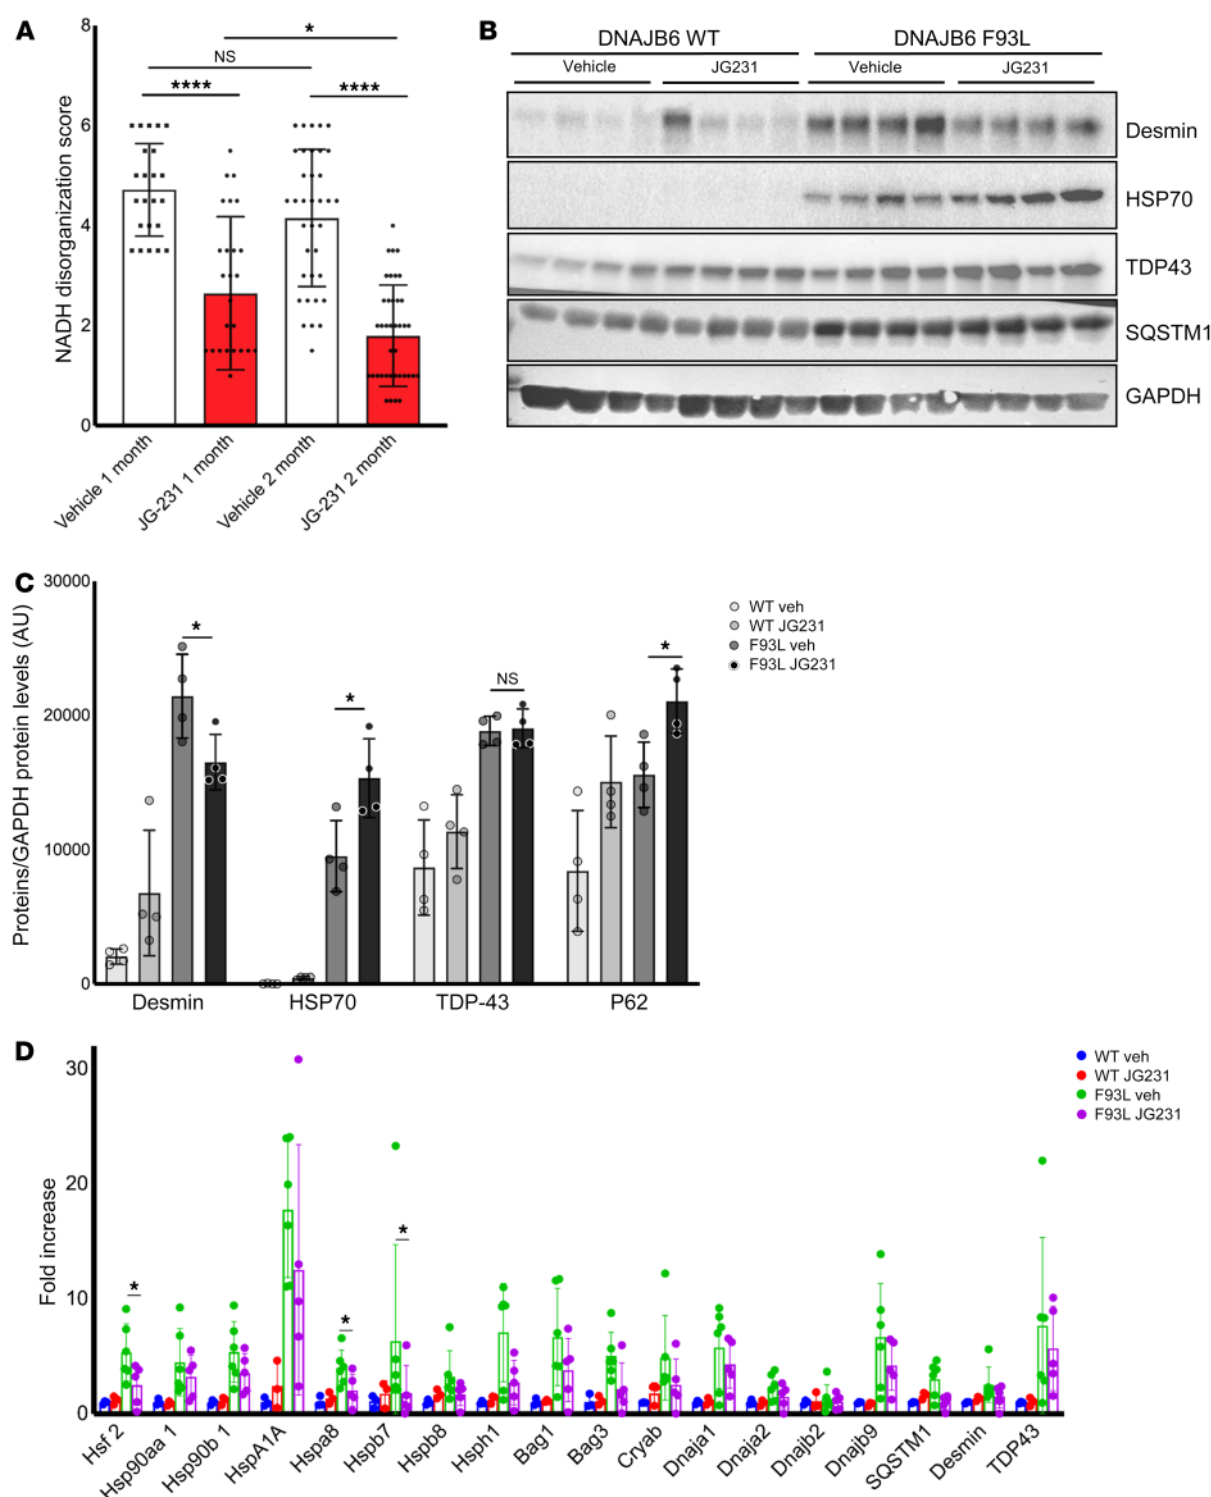 A
8
6
4
2
0
NADH disorganization score
*
NS
****
****
Vehicle 1 month
JG-231 1 month
Vehicle 2 month
JG-231 2 month
B
DNAJB6 WT
DNAJB6 F93L
Vehicle
JG231
Vehicle
JG231
Desmin
HSP70
TDP43
SQSTM1
GAPDH
C
30000
20000
10000
0
Proteins/GAPDH protein levels (AU)
*
*
NS
*
WT veh
WT JG231
F93L veh
F93L JG231
Desmin
HSP70
TDP-43
P62
D
30
20
10
0
Fold increase
*
*
*
WT veh
WT JG231
F93L veh
F93L JG231
Hsf 2
Hsp90aa 1
Hsp90b 1
HspA1A
Hspa8
Hspb7
Hspb8
Hsph1
Bag1
Bag3
Cryab
Dnaja1
Dnaja2
Dnajb2
Dnajb9
SQSTM1
Desmin
TDP43